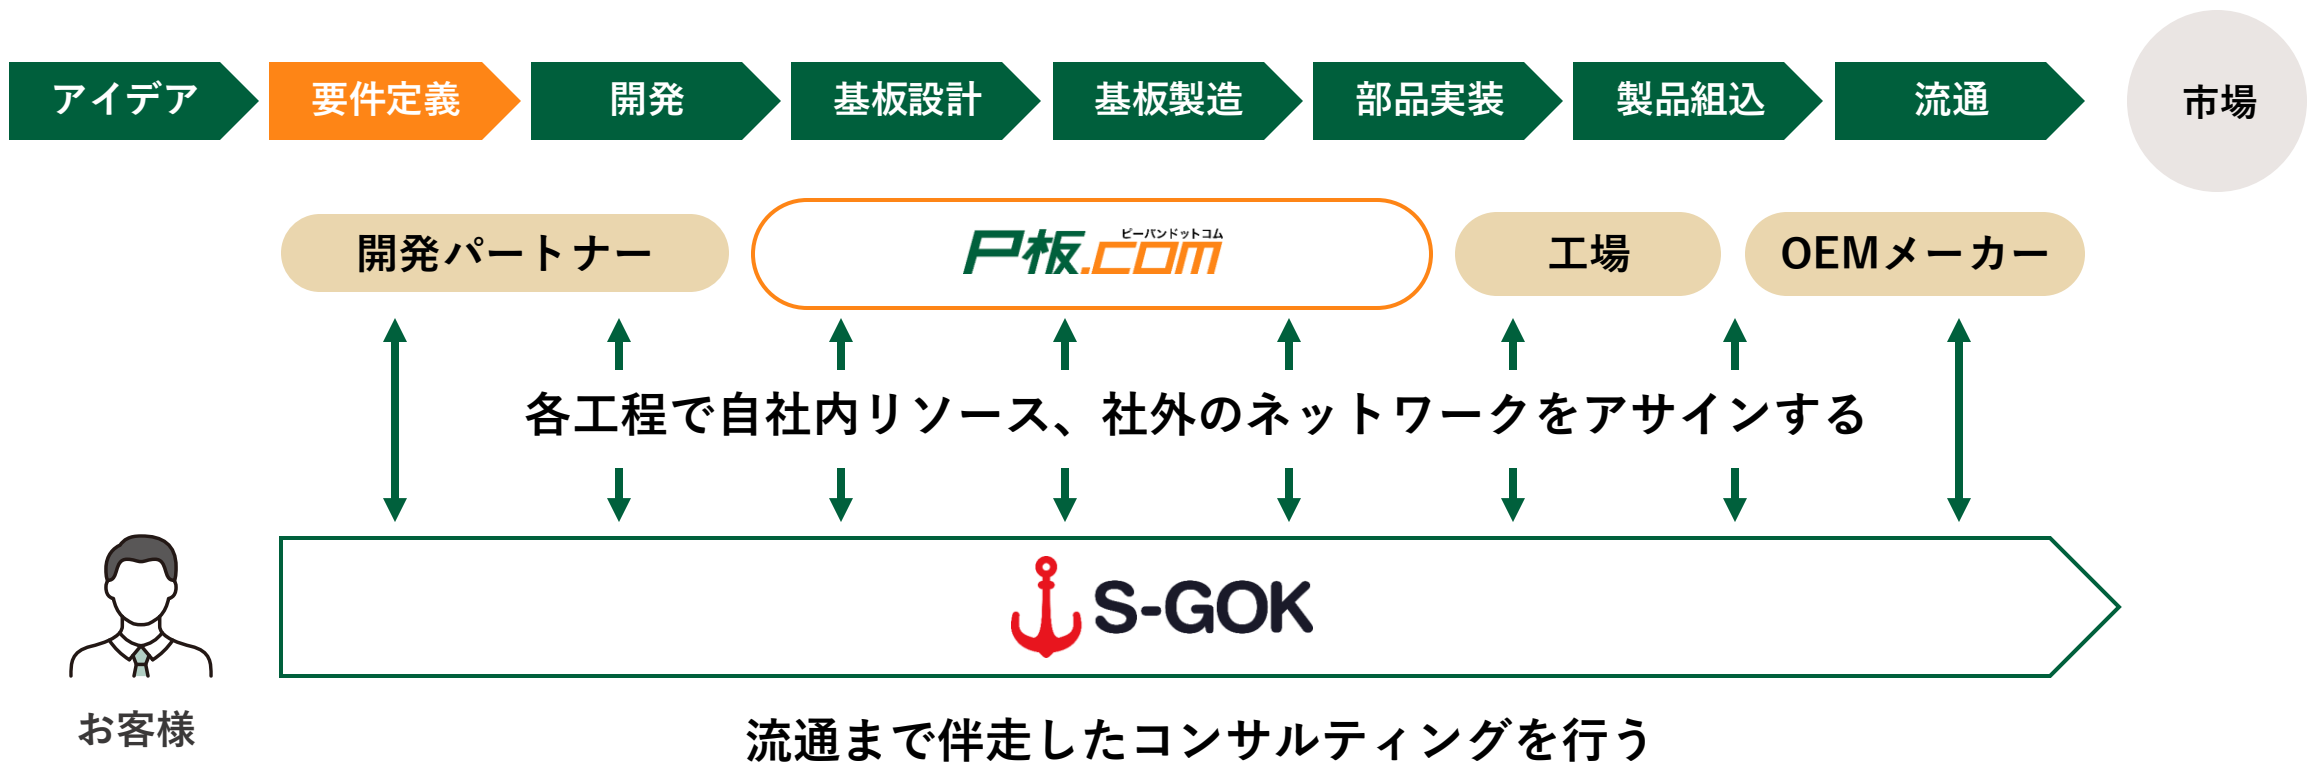 アイデア
要件定義
開発
基板設計
基板製造
部品実装
製品組込
流通
市場
開発パートナー
ピーバンドットコム
P板.com
工場
OEMメーカー
各工程で自社内リソース、社外のネットワークをアサインする
S-GOK
お客様
流通まで伴走したコンサルティングを行う